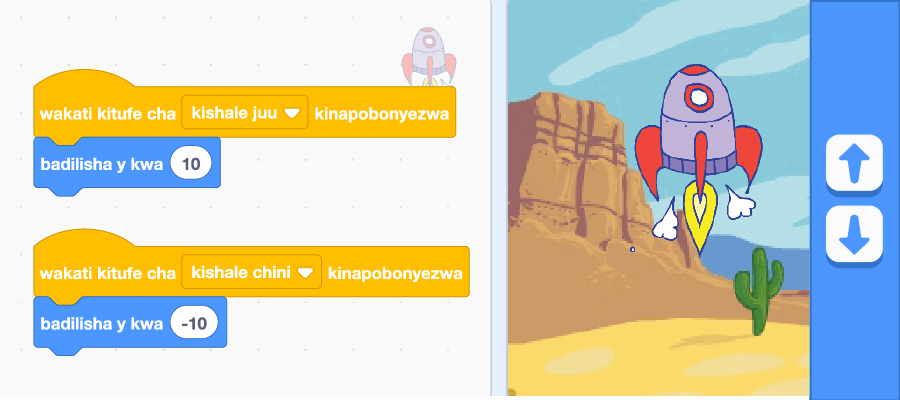 wakati kitufe cha kishale juu kinapobonyezwa
badilisha y kwa 10
wakati kitufe cha kishale chini kinapobonyezwa
badilisha y kwa -10